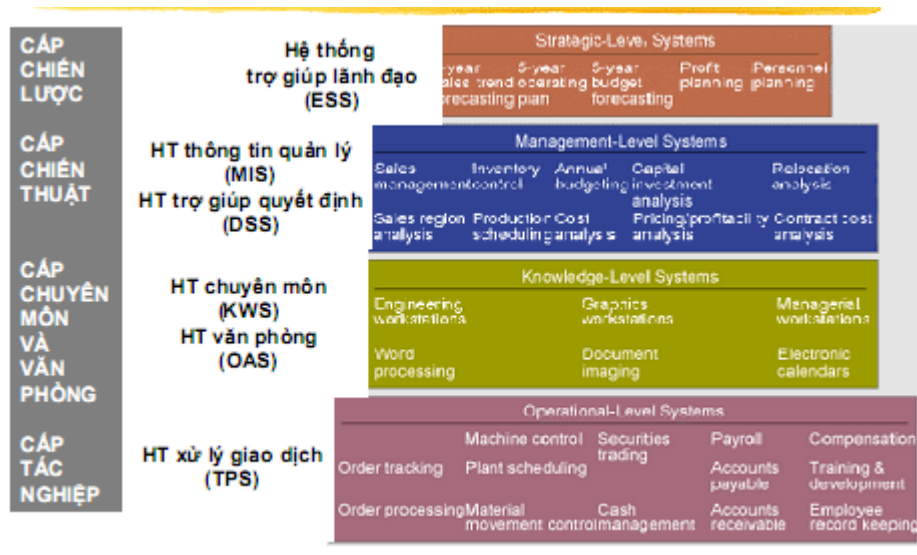 CẤP
CHIẾN
LƯỢC
Hệ thống
trợ giúp lãnh đạo
(ESS)
Strategic-Level Systems
-year 5-year 5-year Profit Personnel
ales trend operating budget planning planning
recasting plan forecasting
CẤP
CHIẾN
THUẬT
HT thông tin quản lý
(MIS)
HT trợ giúp quyết định
(DSS)
Management-Level Systems
Sales Inventory Annual Capital Relocation
management control budgeting investment analysis
analysis
Sales region Production Cost Pricing/profitability Contract cost
analysis scheduling analysis analysis analysis
CẤP
CHUYÊN
MÔN
VÀ
VĂN
PHÒNG
HT chuyên môn
(KWS)
HT văn phòng
(OAS)
Knowledge-Level Systems
Engineering Graphics Managerial
workstations workstations workstations
Word Document Electronic
processing imaging calendars
CẤP
TÁC
NGHIỆP
HT xử lý giao dịch
(TPS)
Operational-Level Systems
Machine control Securities Payroll Compensation
trading
Order tracking Plant scheduling Accounts Training &
payable development
Order processing Material Cash Accounts Employee
movement control management receivable record keeping